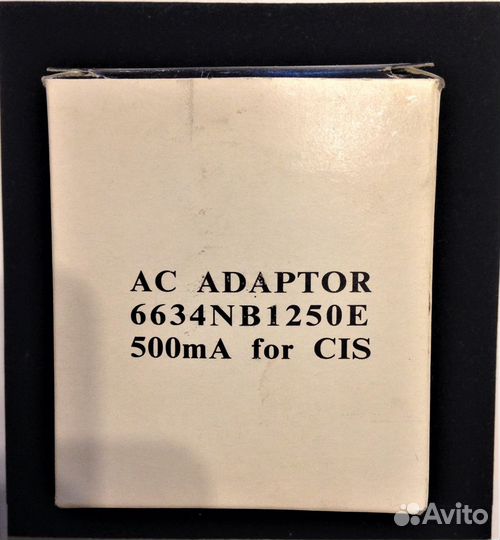 AC ADAPTOR
6634NB1250E
500mA for CIS
Avito